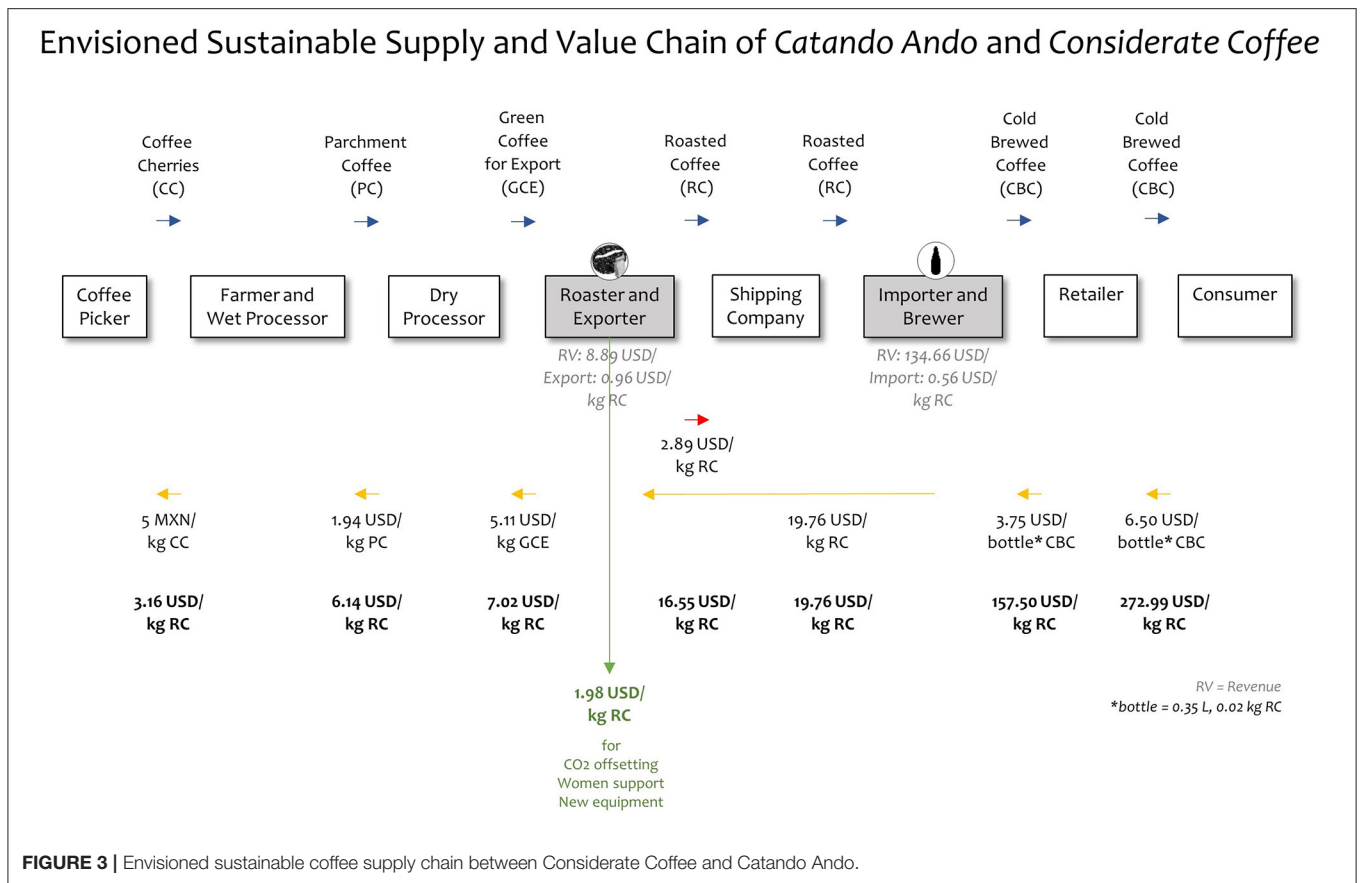 Envisioned Sustainable Supply and Value Chain of Catando Ando and Considerate Coffee
Coffee
Cherries
(CC)
Parchment
Coffee
(PC)
Green
Coffee
for Export
(GCE)
Roasted
Coffee
(RC)
Roasted
Coffee
(RC)
Cold
Brewed
Coffee
(CBC)
Cold
Brewed
Coffee
(CBC)
Coffee
Picker
Farmer and
Wet Processor
Dry
Processor
Roaster and
Exporter
Shipping
Company
Importer and
Brewer
Retailer
Consumer
RV: 8.89 USD/
Export: 0.96 USD/
kg RC
RV: 134.66 USD/
Import: 0.56 USD/
kg RC
2.89 USD/
kg RC
5 MXN/
kg CC
1.94 USD/
kg PC
5.11 USD/
kg GCE
19.76 USD/
kg RC
3.75 USD/
bottle* CBC
6.50 USD/
bottle* CBC
3.16 USD/
kg RC
6.14 USD/
kg RC
7.02 USD/
kg RC
16.55 USD/
kg RC
19.76 USD/
kg RC
157.50 USD/
kg RC
272.99 USD/
kg RC
1.98 USD/
kg RC
for
CO2 offsetting
Women support
New equipment
RV = Revenue
*bottle = 0.35 L, 0.02 kg RC
FIGURE 3 | Envisioned sustainable coffee supply chain between Considerate Coffee and Catando Ando.